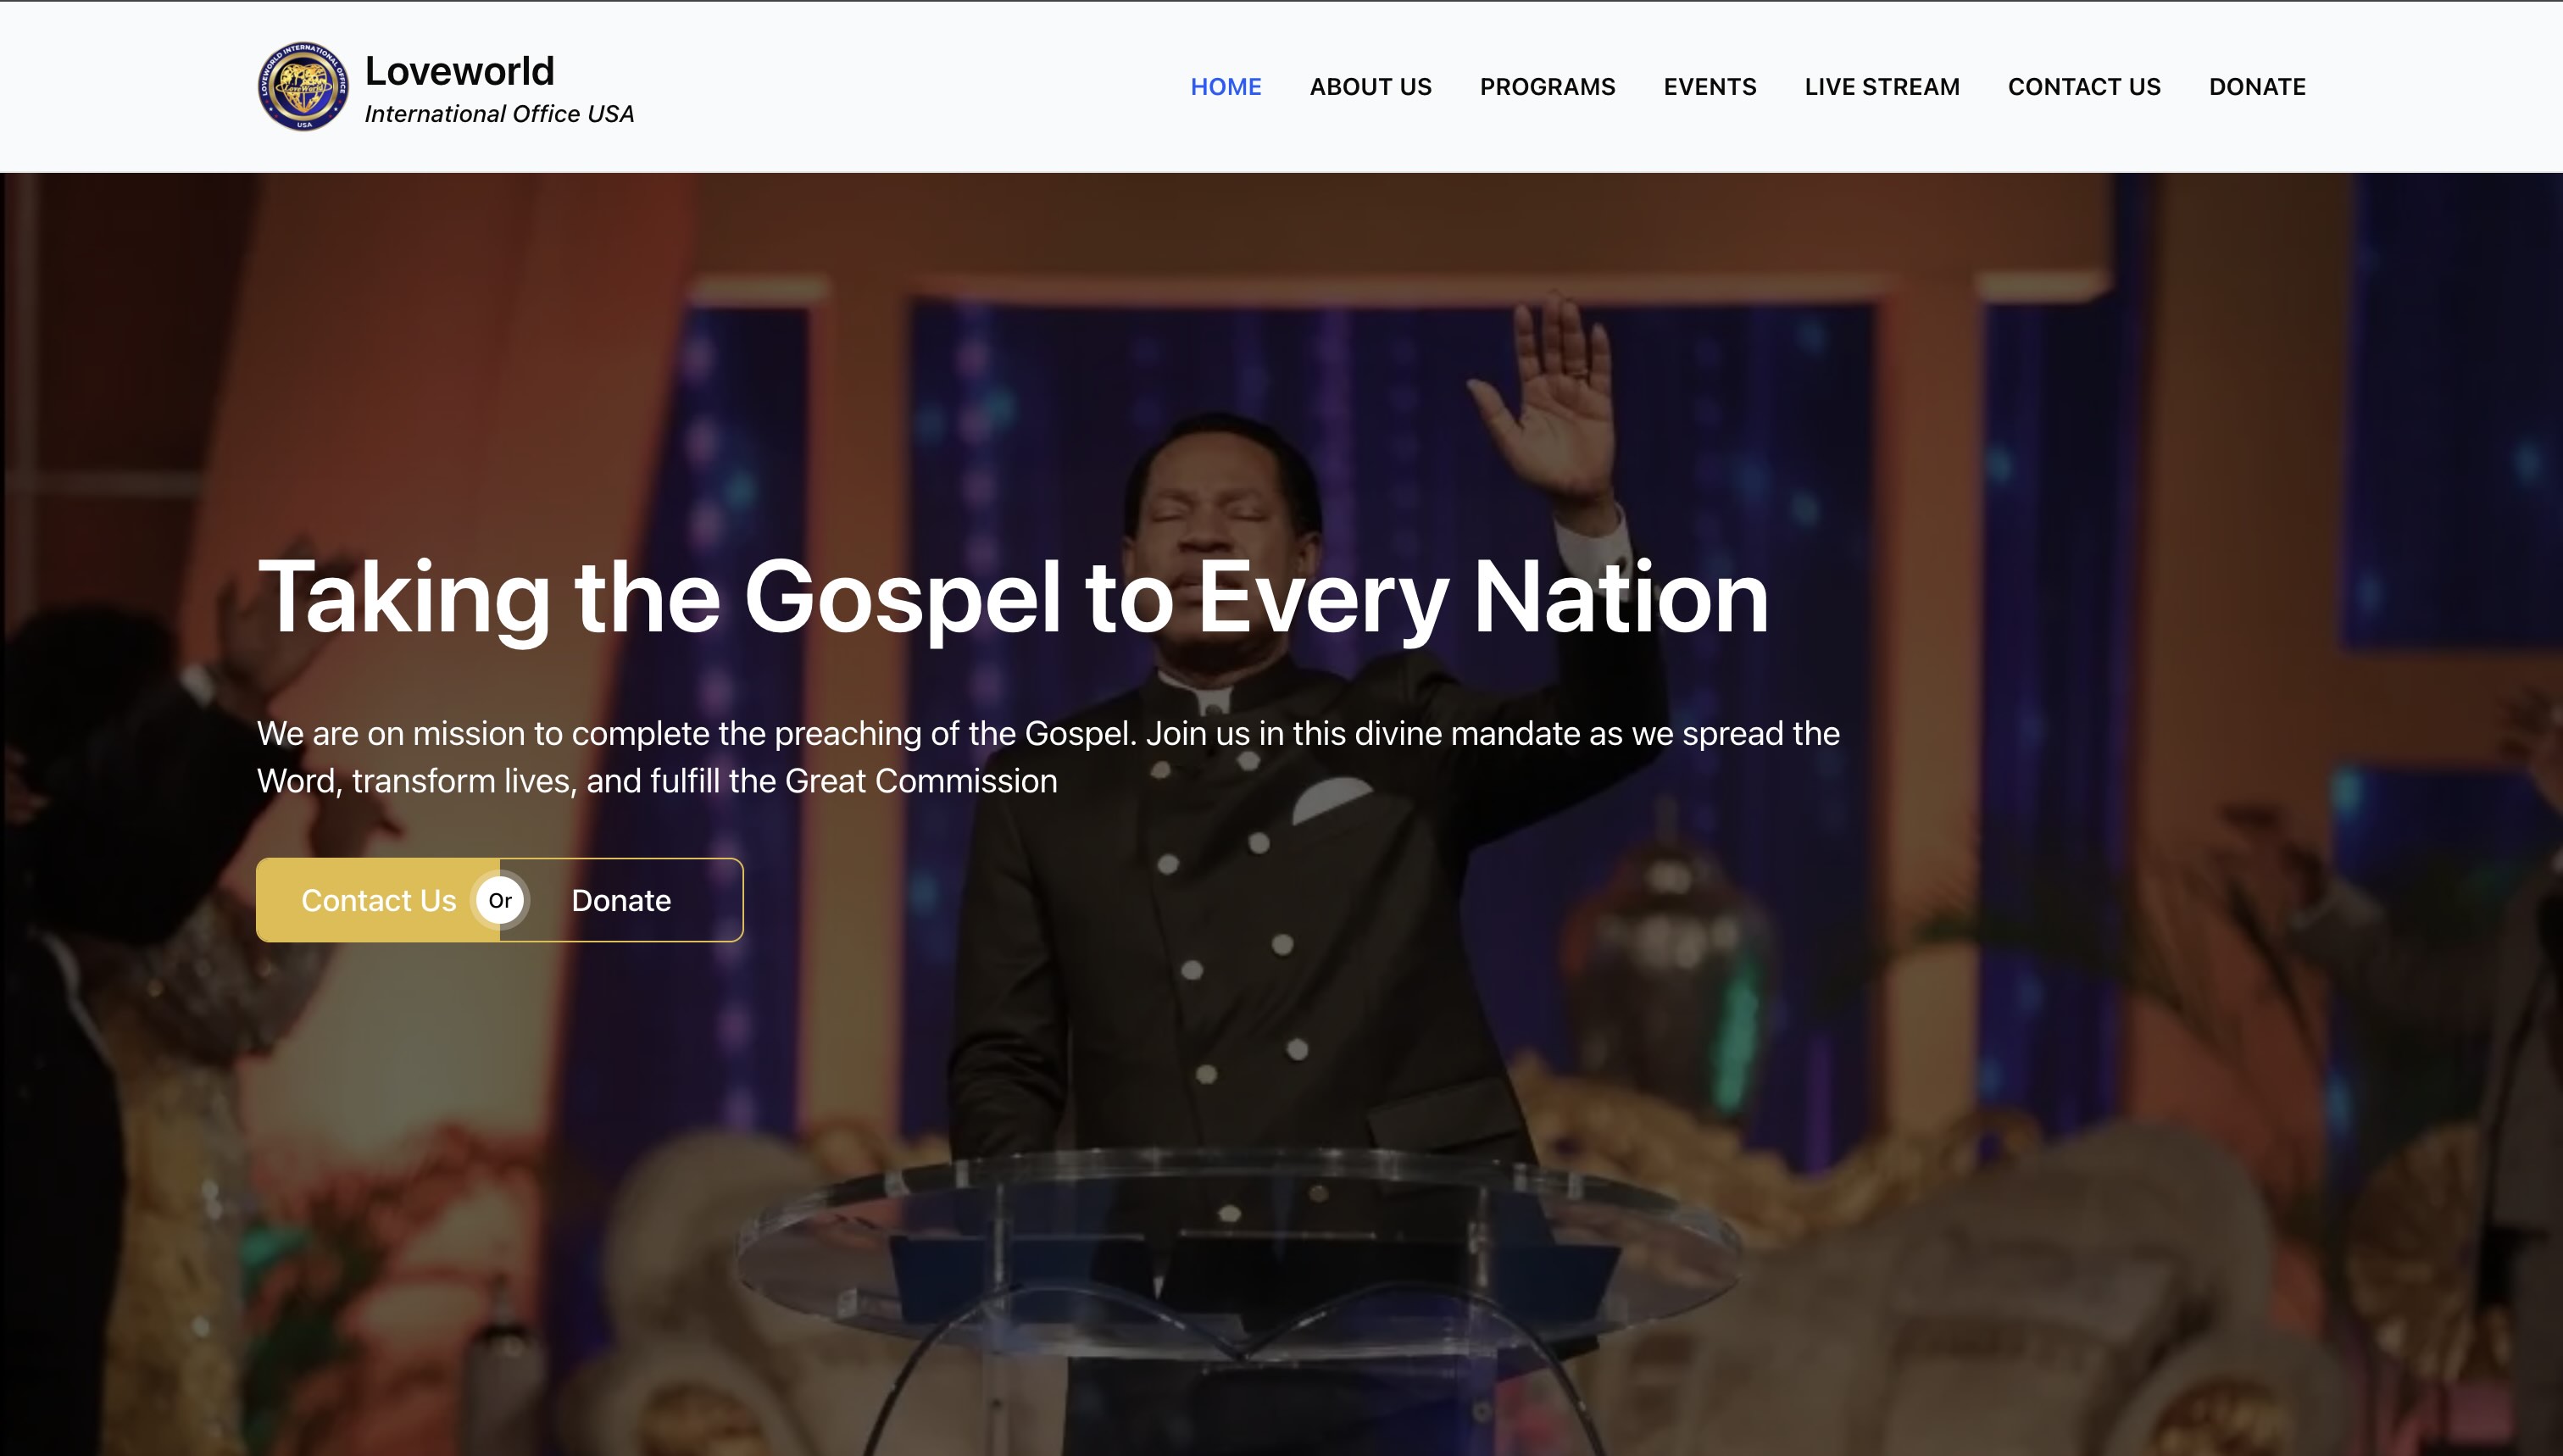 LOVEWORLD INTERNATIONAL OFFICE
LoveWorld
USA
Loveworld
International Office USA
HOME ABOUT US PROGRAMS EVENTS LIVE STREAM CONTACT US DONATE
Taking the Gospel to Every Nation
We are on mission to complete the preaching of the Gospel. Join us in this divine mandate as we spread the
Word, transform lives, and fulfill the Great Commission
Contact Us Or Donate